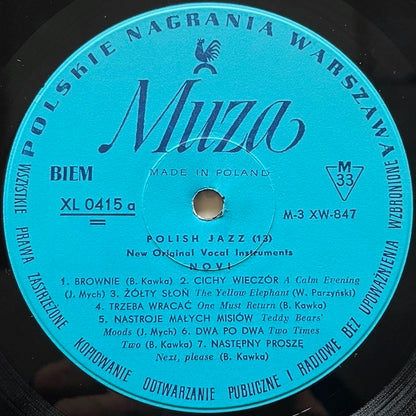 POLSKIE NAGRANIA WARSZAWA
Muza
BIEM
MADE IN POLAND
M
33
XL 0415 a
M-3 XW-847
POLISH JAZZ (13)
New Original Vocal Instruments
NOVI
1. BROWNIE (B. Kawka) 2. CICHY WIECZÓR A Calm Evening
(J. Mych) 3. ŻÓŁTY SŁOŃ The Yellow Elephant (W. Parzyński)
4. TRZEBA WRACAĆ One Must Return (B. Kawka)
5. NASTROJE MAŁYCH MISIÓW Teddy Bears'
Moods (J. Mych) 6. DWA PO DWA Two Times
Two (B. Kawka) 7. NASTĘPNY PROSZĘ
Next, please (B. Kawka)
WSZYSTKIE PRAWA ZASTRZEŻONE. KOPIOWANIE ODTWARZANIE PUBLICZNE I RADIOWE BEZ UPOWAŻNIENIA WZBRONIONE